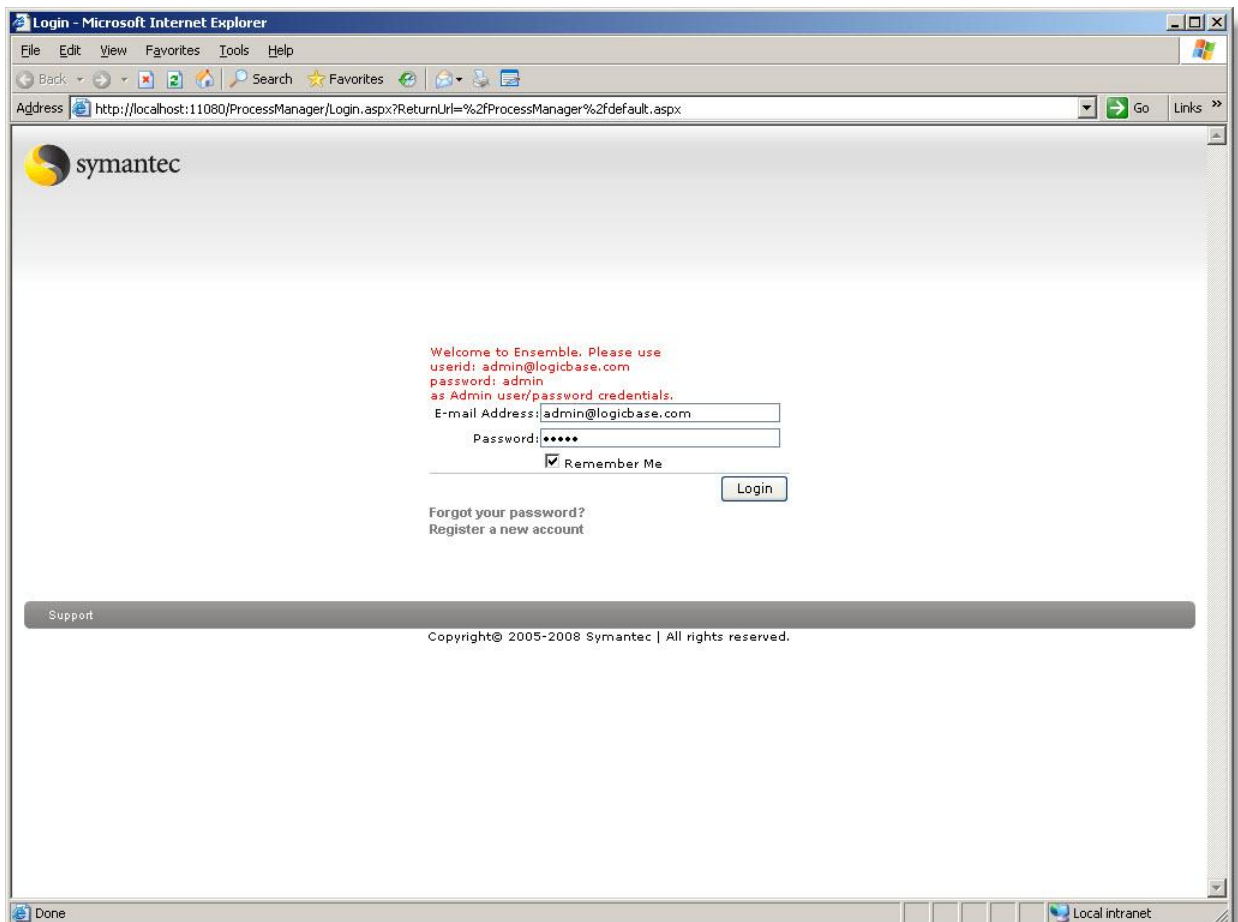 Login - Microsoft Internet Explorer
File Edit View Favorites Tools Help
Back Search Favorites
Address http://localhost:11080/ProcessManager/Login.aspx?ReturnUrl=%2fProcessManager%2fdefault.aspx Go Links »
symantec
Welcome to Ensemble. Please use
userid: admin@logicbase.com
password: admin
as Admin user/password credentials.
E-mail Address: admin@logicbase.com
Password: •••••
Remember Me
Login
Forgot your password?
Register a new account
Support
Copyright© 2005-2008 Symantec | All rights reserved.
Done Local intranet